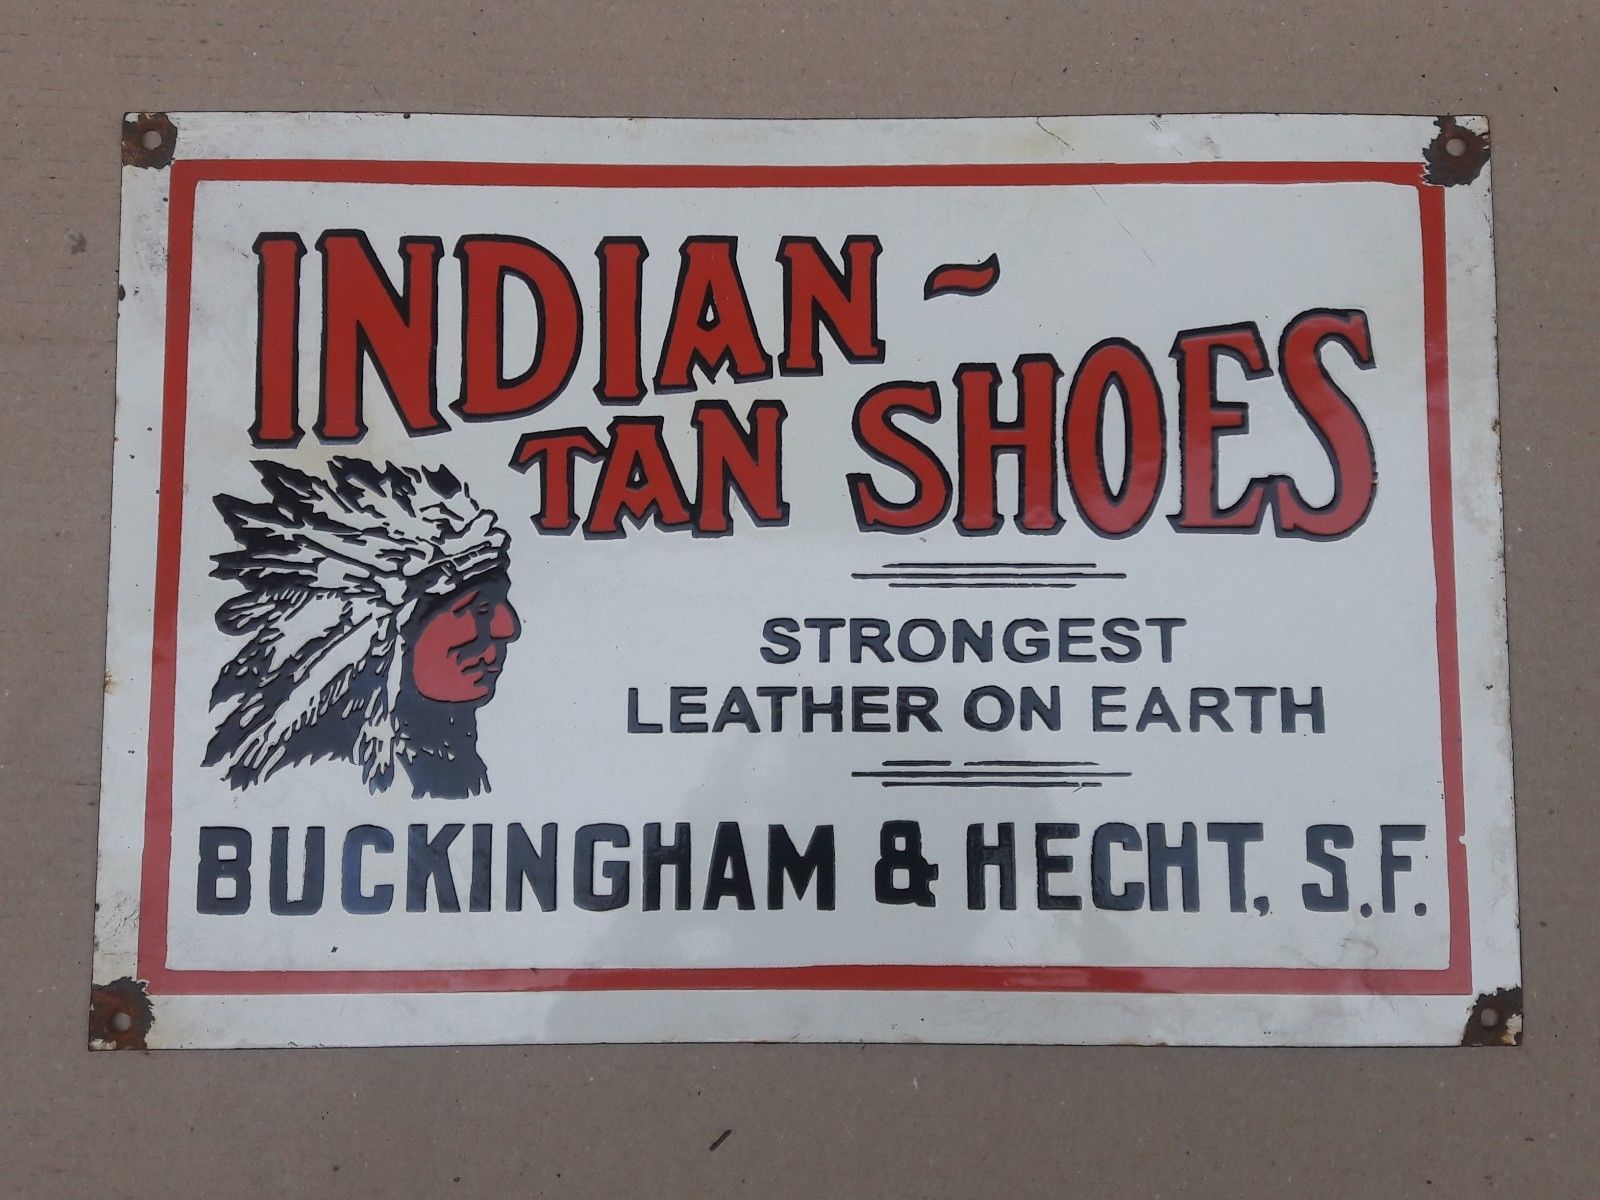 INDIAN ~
TAN SHOES
STRONGEST
LEATHER ON EARTH
BUCKINGHAM & HECHT, S.F.